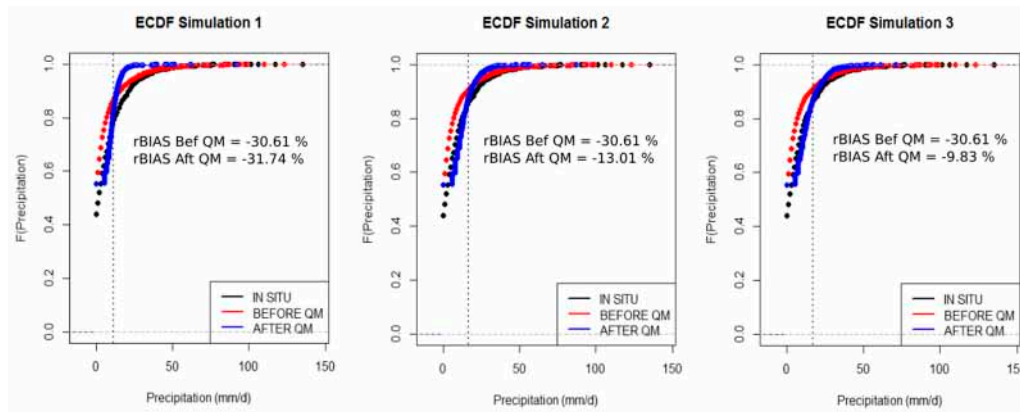 ECDF Simulation 1
F(Precipitation)
1.0
0.8
0.6
0.4
0.2
0.0
rBIAS Bef QM = -30.61 %
rBIAS Aft QM = -31.74 %
IN SITU
BEFORE QM
AFTER QM
0 50 100 150
Precipitation (mm/d)
ECDF Simulation 2
F(Precipitation)
1.0
0.8
0.6
0.4
0.2
0.0
rBIAS Bef QM = -30.61 %
rBIAS Aft QM = -13.01 %
IN SITU
BEFORE QM
AFTER QM
0 50 100 150
Precipitation (mm/d)
ECDF Simulation 3
F(Precipitation)
1.0
0.8
0.6
0.4
0.2
0.0
rBIAS Bef QM = -30.61 %
rBIAS Aft QM = -9.83 %
IN SITU
BEFORE QM
AFTER QM
0 50 100 150
Precipitation (mm/d)